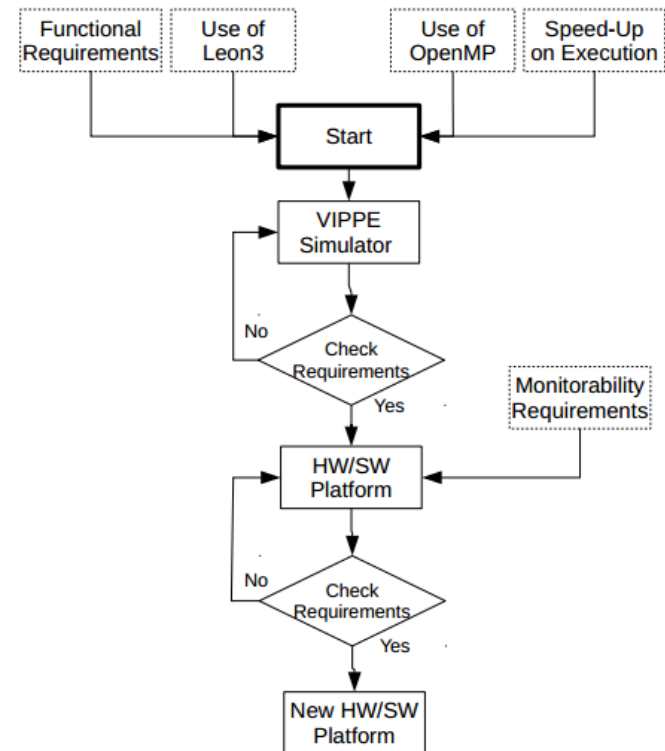 Functional
Requirements
Use of
Leon3
Use of
OpenMP
Speed-Up
on Execution
Start
VIPPE
Simulator
No
Check
Requirements
Yes
Monitorability
Requirements
HW/SW
Platform
No
Check
Requirements
Yes
New HW/SW
Platform